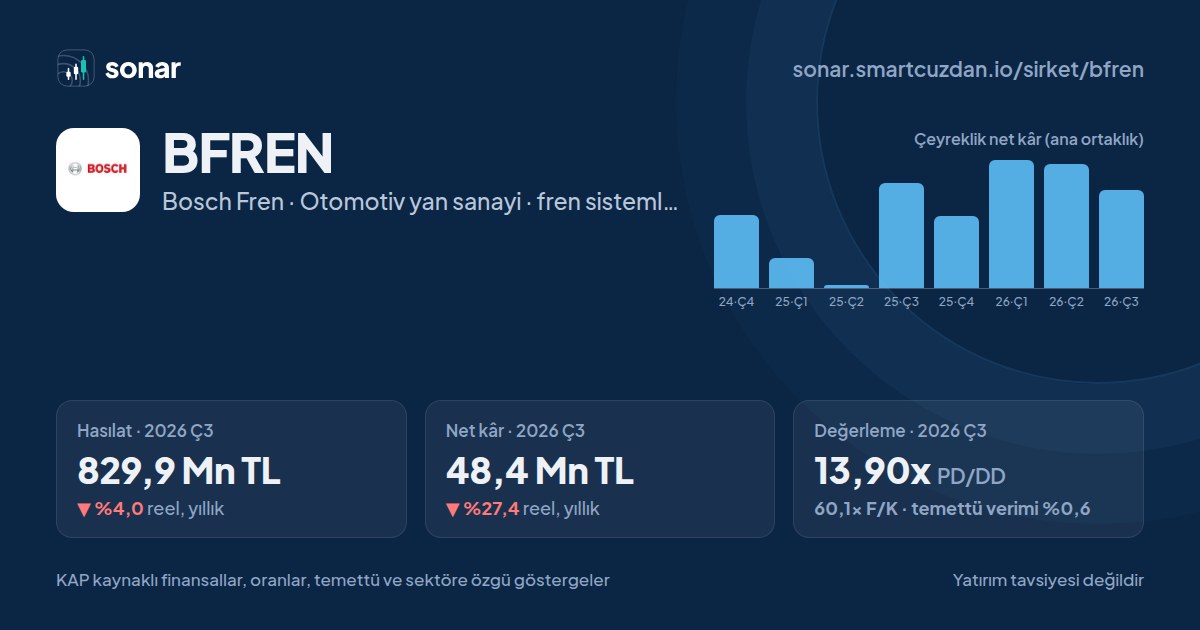 sonar
sonar.smartcuzdan.io/sirket/bfren
BOSCH
BFREN
Bosch Fren · Otomotiv yan sanayi · fren sisteml...
Çeyreklik net kâr (ana ortaklık)
24·Ç4 25·Ç1 25·Ç2 25·Ç3 25·Ç4 26·Ç1 26·Ç2 26·Ç3
Hasılat · 2026 Ç3
829,9 Mn TL
▼ %4,0 reel, yıllık
Net kâr · 2026 Ç3
48,4 Mn TL
▼ %27,4 reel, yıllık
Değerleme · 2026 Ç3
13,90x PD/DD
60,1× F/K · temettü verimi %0,6
KAP kaynaklı finansallar, oranlar, temettü ve sektöre özgü göstergeler
Yatırım tavsiyesi değildir